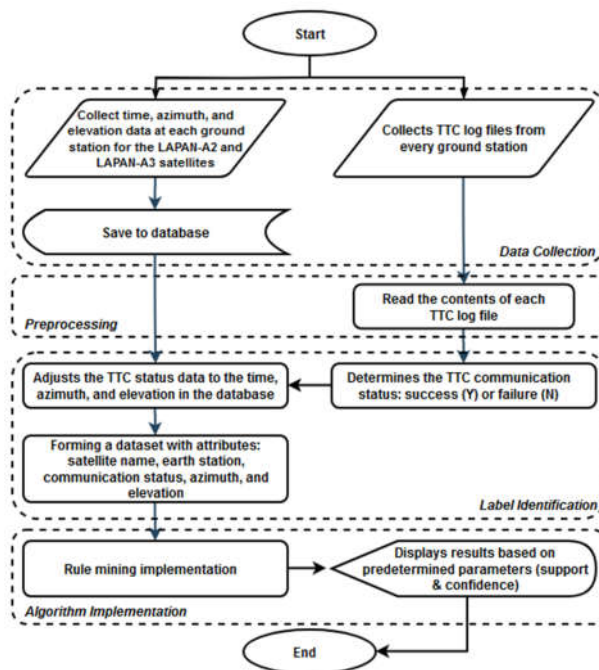 Start
Collect time, azimuth, and
elevation data at each ground
station for the LAPAN-A2 and
LAPAN-A3 satellites
Collects TTC log files from
every ground station
Save to database
Data Collection
Read the contents of each
TTC log file
Preprocessing
Adjusts the TTC status data to the time,
azimuth, and elevation in the database
Determines the TTC communication
status: success (Y) or failure (N)
Forming a dataset with attributes:
satellite name, earth station,
communication status, azimuth, and
elevation
Label Identification
Rule mining implementation
Displays results based on
predetermined parameters (support
& confidence)
Algorithm Implementation
End